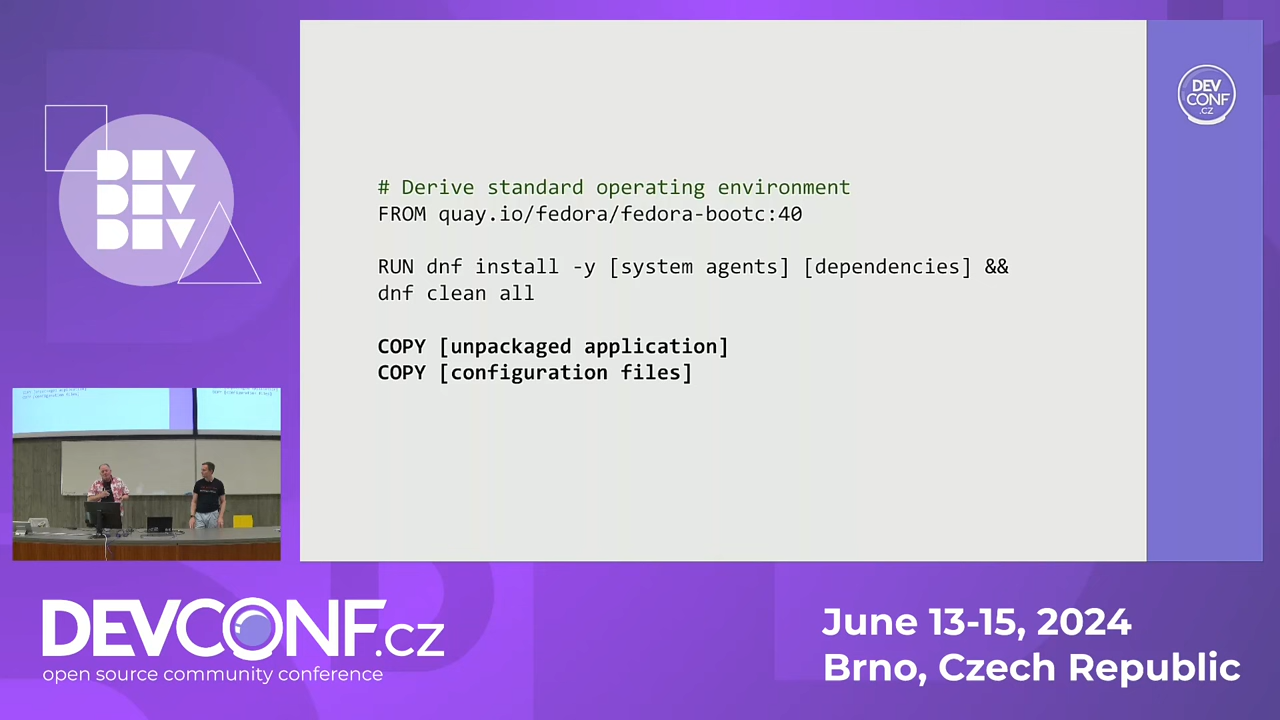 DEV
CONF
.CZ
DEV
DEV
DEV
# Derive standard operating environment
FROM quay.io/fedora/fedora-bootc:40
RUN dnf install -y [system agents] [dependencies] &&
dnf clean all
COPY [unpackaged application]
COPY [configuration files]
DEVCONF.cz
open source community conference
June 13-15, 2024
Brno, Czech Republic